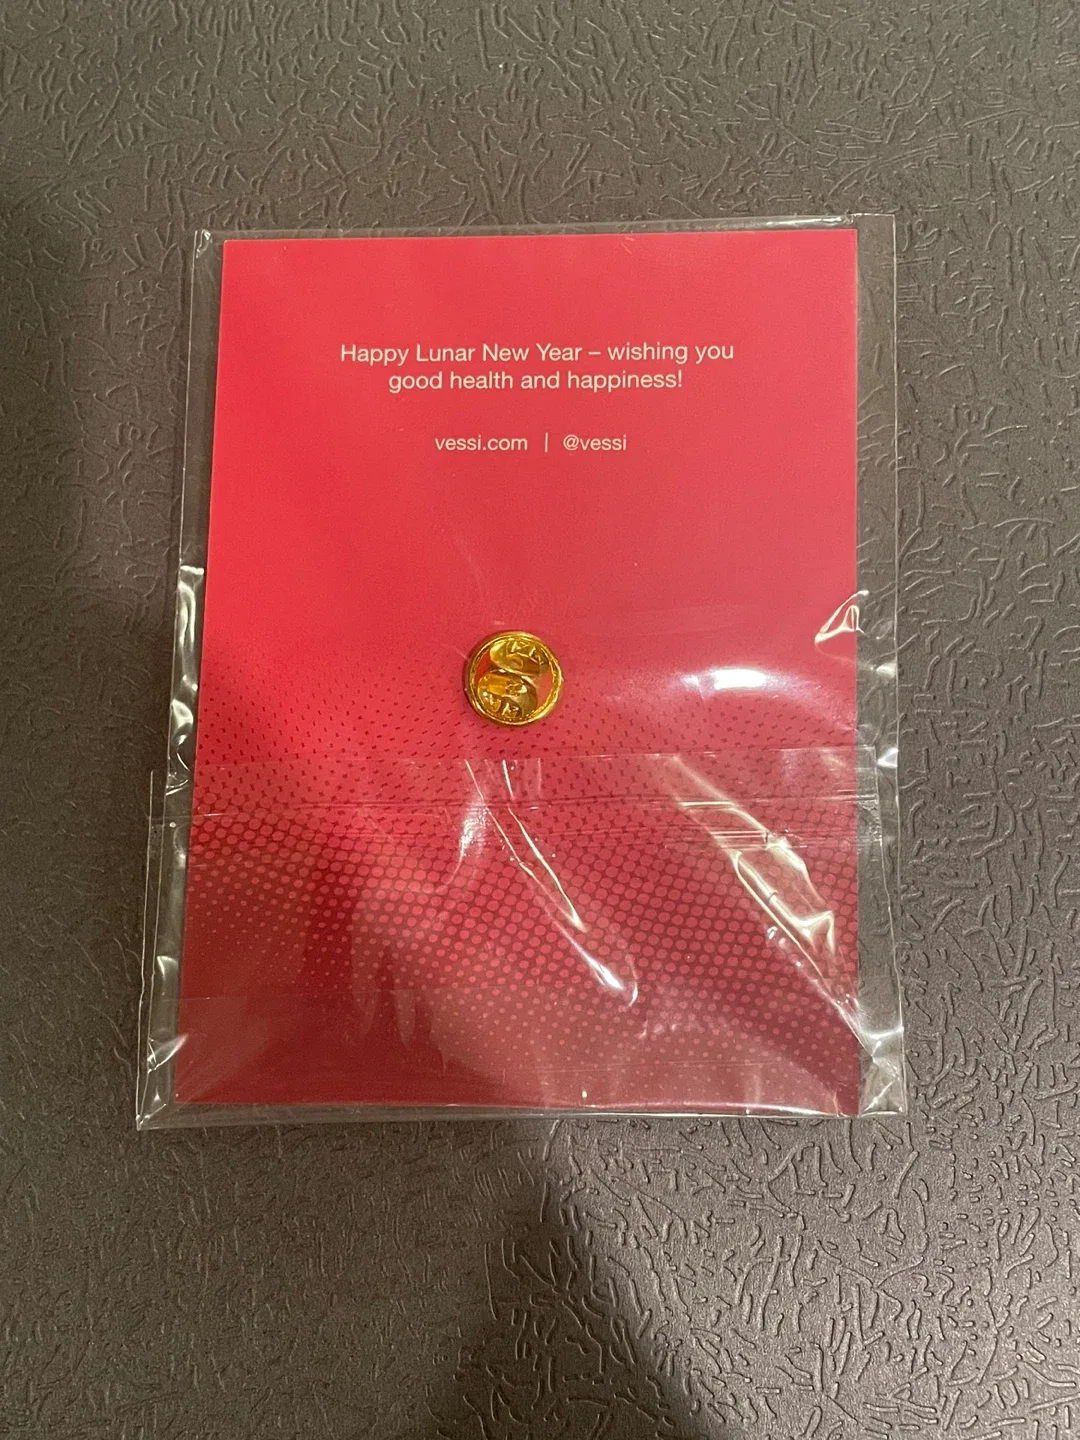 Happy Lunar New Year – wishing you
good health and happiness!
vessi.com | @vessi